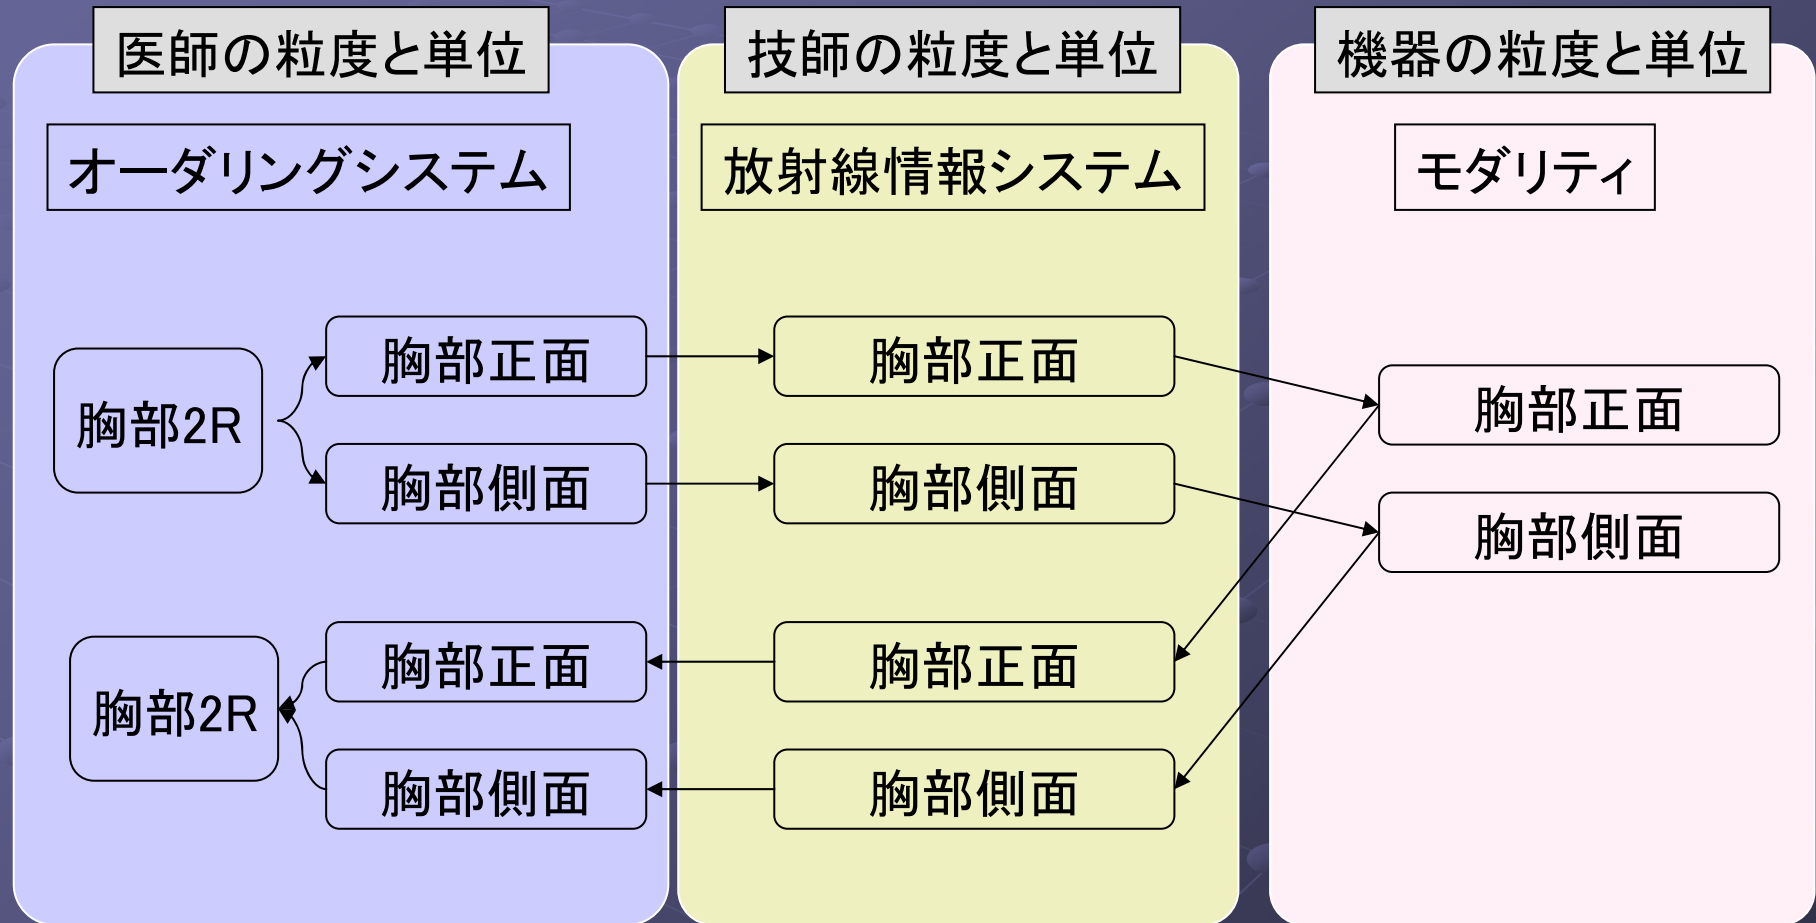 医師の粒度と単位
技師の粒度と単位
機器の粒度と単位
オーダリングシステム
放射線情報システム
モダリティ
胸部2R
胸部正面
胸部側面
胸部正面
胸部側面
胸部正面
胸部側面
胸部2R
胸部正面
胸部側面
胸部正面
胸部側面